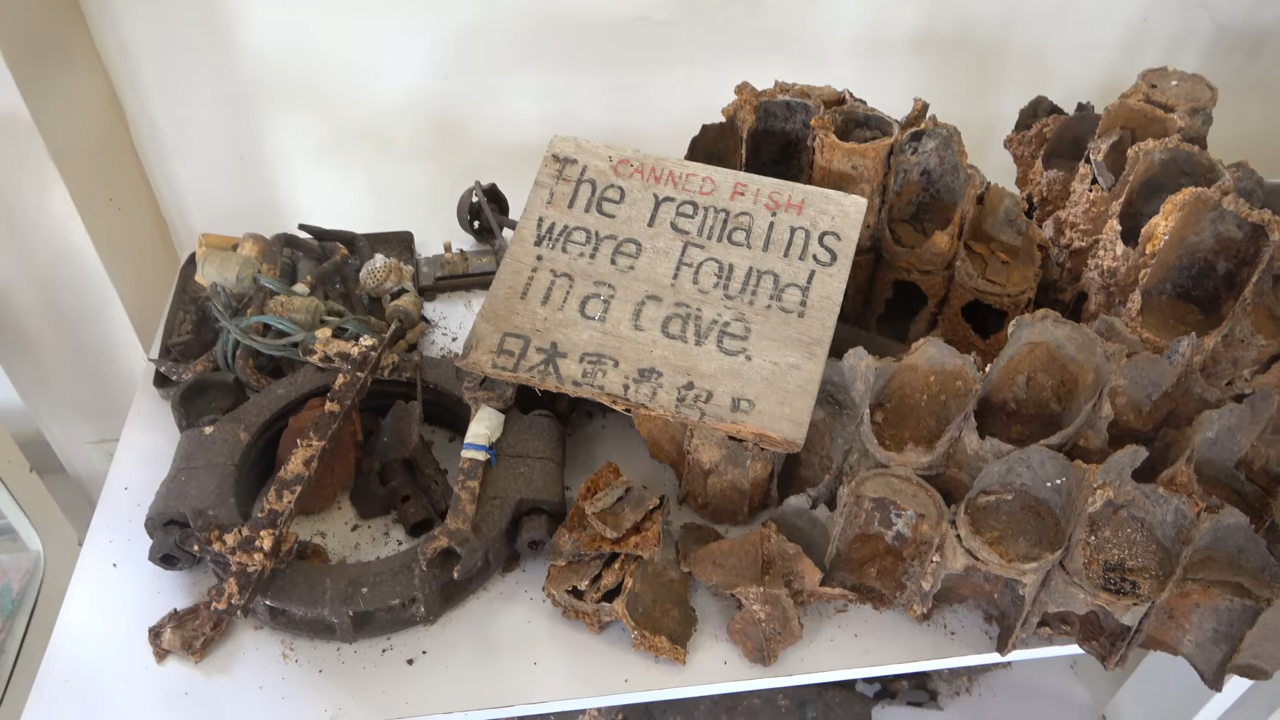 CANNED FISH
The remains
were Found
in a cave.
日本軍遺留品